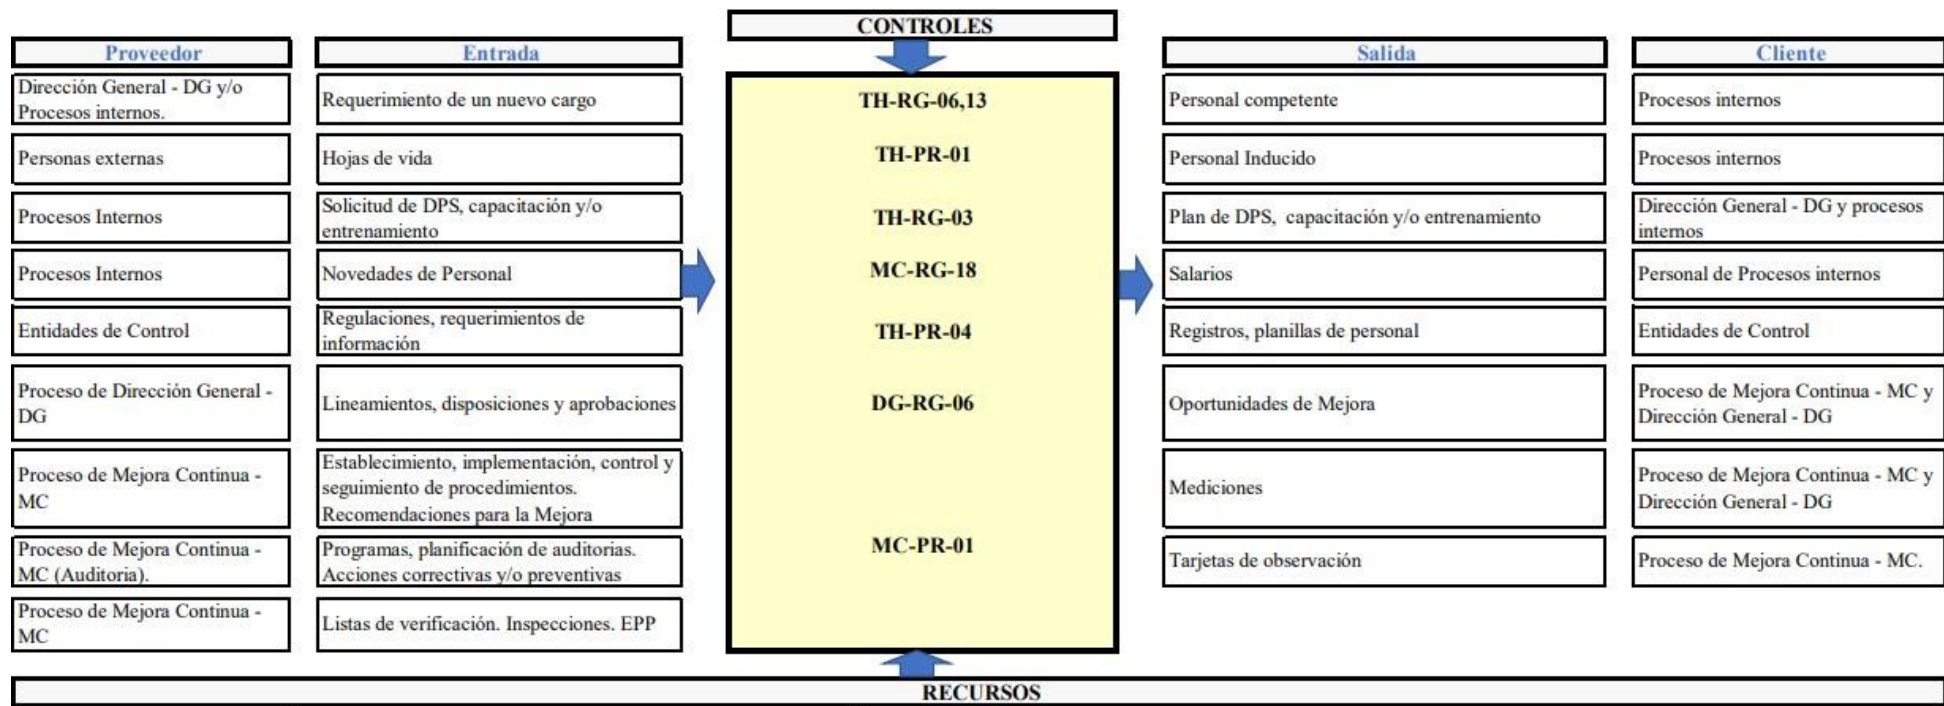 CONTROLES
Proveedor
Entrada
Salida
Cliente
Dirección General - DG y/o
Procesos internos.
Requerimiento de un nuevo cargo
TH-RG-06,13
Personal competente
Procesos internos
Personas externas
Hojas de vida
TH-PR-01
Personal Inducido
Procesos internos
Procesos Internos
Solicitud de DPS, capacitación y/o
entrenamiento
TH-RG-03
Plan de DPS, capacitación y/o entrenamiento
Dirección General - DG y procesos
internos
Procesos Internos
Novedades de Personal
MC-RG-18
Salarios
Personal de Procesos internos
Entidades de Control
Regulaciones, requerimientos de
información
TH-PR-04
Registros, planillas de personal
Entidades de Control
Proceso de Dirección General -
DG
Lineamientos, disposiciones y aprobaciones
DG-RG-06
Oportunidades de Mejora
Proceso de Mejora Continua - MC y
Dirección General - DG
Proceso de Mejora Continua -
MC
Establecimiento, implementación, control y
seguimiento de procedimientos.
Recomendaciones para la Mejora
Mediciones
Proceso de Mejora Continua - MC y
Dirección General - DG
Proceso de Mejora Continua -
MC (Auditoria).
Programas, planificación de auditorias.
Acciones correctivas y/o preventivas
MC-PR-01
Tarjetas de observación
Proceso de Mejora Continua - MC.
Proceso de Mejora Continua -
MC
Listas de verificación. Inspecciones. EPP
RECURSOS